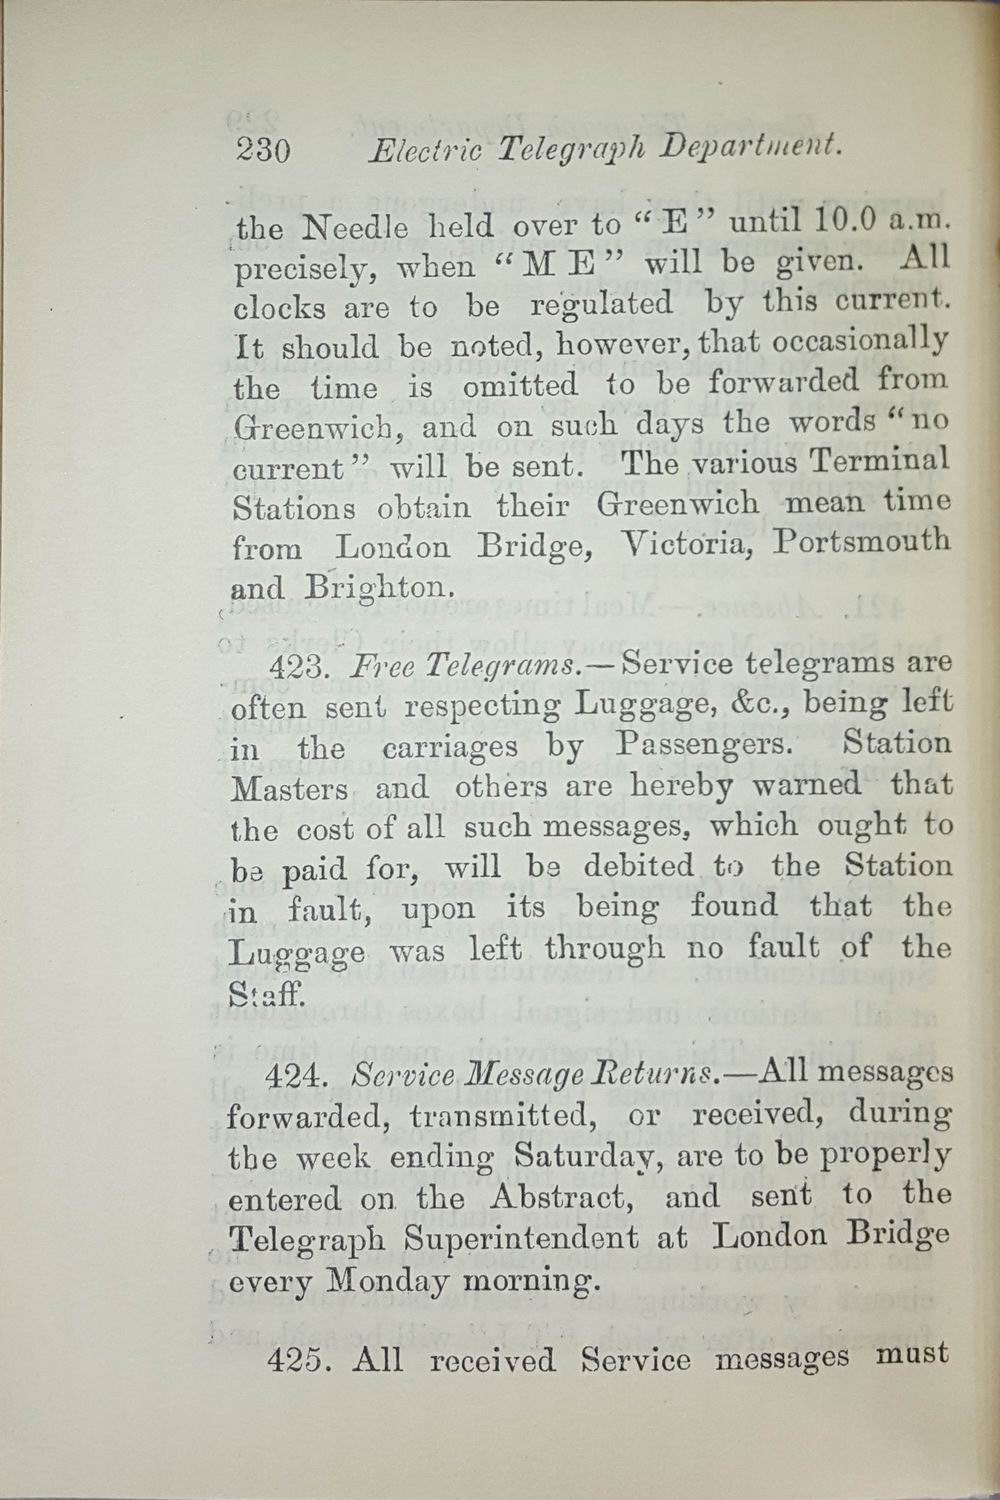 230 Electric Telegraph Department.
the Needle held over to “ E ” until 10.0 a.m.
precisely, when “ M E ” will be given. All
clocks are to be regulated by this current.
It should be noted, however, that occasionally
the time is omitted to be forwarded from
Greenwich, and on such days the words “ no
current ” will be sent. The various Terminal
Stations obtain their Greenwich mean time
from London Bridge, Victoria, Portsmouth
and Brighton.
423. Free Telegrams.—Service telegrams are
often sent respecting Luggage, &c., being left
in the carriages by Passengers. Station
Masters and others are hereby warned that
the cost of all such messages, which ought to
be paid for, will be debited to the Station
in fault, upon its being found that the
Luggage was left through no fault of the
Staff.
424. Service Message Returns.—All messages
forwarded, transmitted, or received, during
the week ending Saturday, are to be properly
entered on the Abstract, and sent to the
Telegraph Superintendent at London Bridge
every Monday morning.
425. All received Service messages must